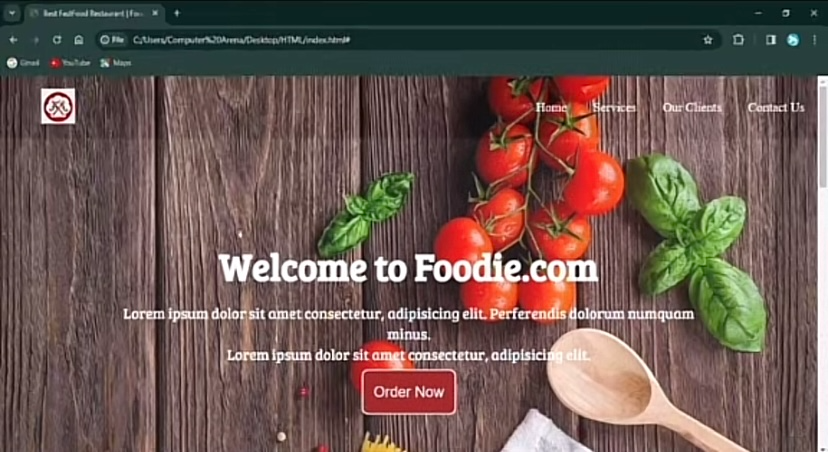 Best FastFood Restaurant | Foo
File C:/Users/Computer%20Arena/Desktop/HTML/index.html#
Gmail YouTube Maps
Home Services Our Clients Contact Us
Welcome to Foodie.com
Lorem ipsum dolor sit amet consectetur, adipisicing elit. Perferendis dolorum numquam
minus.
Lorem ipsum dolor sit amet consectetur, adipisicing elit.
Order Now